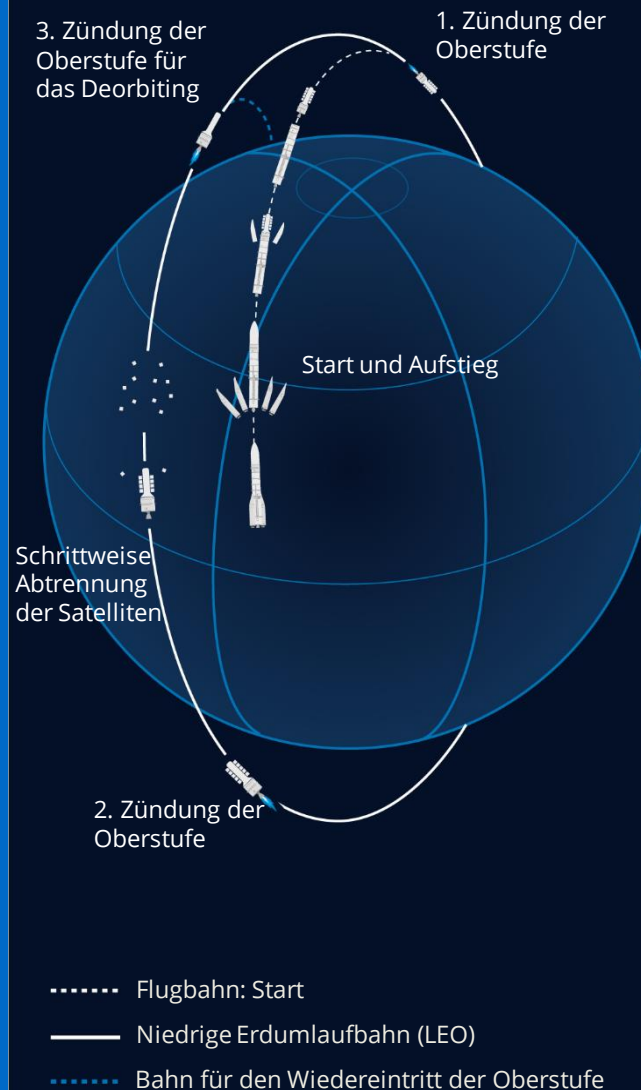 3. Zündung der
Oberstufe für
das Deorbiting
1. Zündung der
Oberstufe
Start und Aufstieg
Schrittweise
Abtrennung
der Satelliten
2. Zündung der
Oberstufe
Flugbahn: Start
Niedrige Erdumlaufbahn (LEO)
Bahn für den Wiedereintritt der Oberstufe